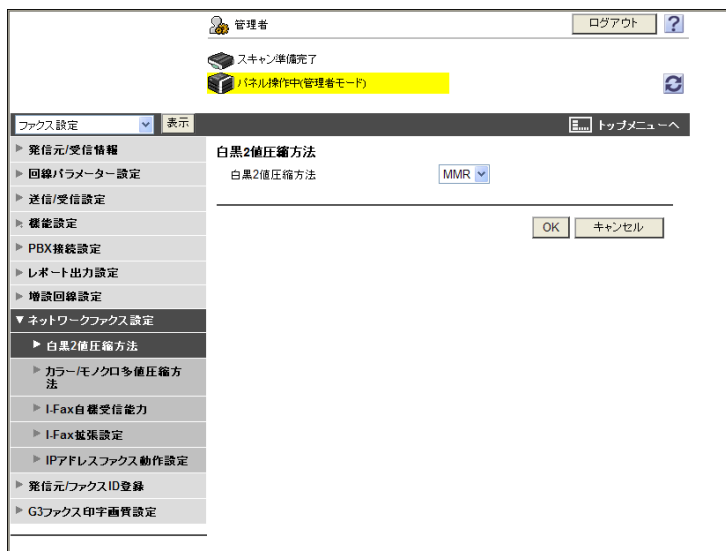 管理者
ログアウト
?
スキャン準備完了
パネル操作中(管理者モード)
ファクス設定
表示
トップメニューへ
発信元/受信情報
回線パラメーター設定
送信/受信設定
機能設定
PBX接続設定
レポート出力設定
増設回線設定
ネットワークファクス設定
白黒2値圧縮方法
カラー/モノクロ多値圧縮方
法
I-Fax自機受信能力
I-Fax拡張設定
IPアドレスファクス動作設定
発信元/ファクスID登録
G3ファクス印字画質設定
白黒2値圧縮方法
白黒2値圧縮方法
MMR
OK
キャンセル